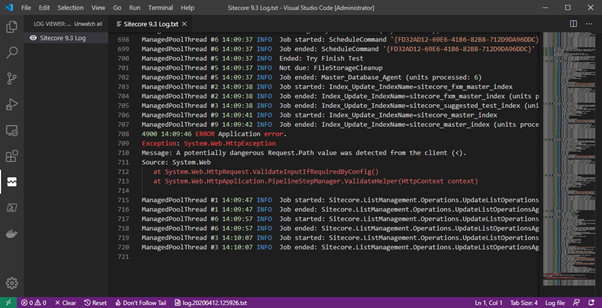 File Edit Selection View Go Run Terminal Help
Sitecore 9.3 Log.txt - Visual Studio Code [Administrator]
LOG VIEWER: ... Unwatch all
Sitecore 9.3 Log
Sitecore 9.3 Log.txt
698 ManagedPoolThread #6 14:09:37 INFO Job started: ScheduleCommand '{FD32AD12-69E6-41B6-82B8-712D9DA96DDC}
699 ManagedPoolThread #6 14:09:37 INFO Job ended: ScheduleCommand '{FD32AD12-69E6-41B6-82B8-712D9DA96DDC}'
700 ManagedPoolThread #5 14:09:37 INFO Ended: Try Finish Test
701 ManagedPoolThread #4 14:09:37 INFO Not due: FileStorageCleanup
702 ManagedPoolThread #5 14:09:37 INFO Job ended: Master_Database_Agent (units processed: 6)
703 ManagedPoolThread #2 14:09:38 INFO Job started: Index_Update_IndexName=sitecore_fxm_master_index
704 ManagedPoolThread #2 14:09:38 INFO Job ended: Index_Update_IndexName=sitecore_fxm_master_index (units p
705 ManagedPoolThread #4 14:09:38 INFO Job ended: Index_Update_IndexName=sitecore_suggested_test_index (uni
706 ManagedPoolThread #9 14:09:41 INFO Job started: Index_Update_IndexName=sitecore_master_index
707 ManagedPoolThread #9 14:09:42 INFO Job ended: Index_Update_IndexName=sitecore_master_index (units proce
708 4900 14:09:46 ERROR Application error.
709 Exception: System.Web.HttpException
710 Message: A potentially dangerous Request.Path value was detected from the client (<).
711 Source: System.Web
712 at System.Web.HttpRequest.ValidateInputIfRequiredByConfig()
713 at System.Web.HttpApplication.PipelineStepManager.ValidateHelper(HttpContext context)
714
715 ManagedPoolThread #1 14:09:47 INFO Job started: Sitecore.ListManagement.Operations.UpdateListOperations
716 ManagedPoolThread #1 14:09:47 INFO Job ended: Sitecore.ListManagement.Operations.UpdateListOperationsAg
717 ManagedPoolThread #6 14:09:57 INFO Job started: Sitecore.ListManagement.Operations.UpdateListOperations
718 ManagedPoolThread #6 14:09:57 INFO Job ended: Sitecore.ListManagement.Operations.UpdateListOperationsAg
719 ManagedPoolThread #3 14:10:07 INFO Job started: Sitecore.ListManagement.Operations.UpdateListOperations
720 ManagedPoolThread #3 14:10:07 INFO Job ended: Sitecore.ListManagement.Operations.UpdateListOperationsAg
721
0 0 Clear Reset Don't Follow Tail log.20200412.125926.txt Ln 1, Col 1 Tab Size: 4 Log file